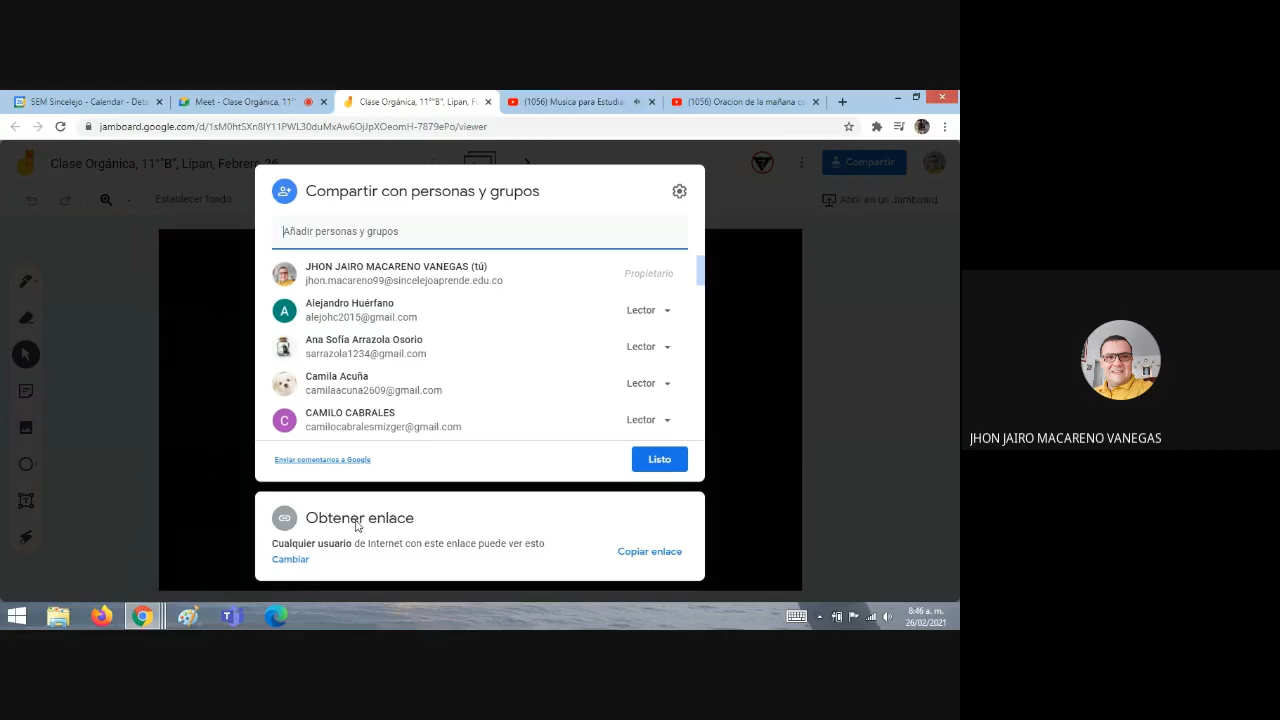 SEM Sincelejo - Calendar - Deta
Meet - Clase Orgánica, 11°"
Clase Orgánica, 11°"B", Lipan, F
(1056) Musica para Estudia
(1056) Oracion de la mañana co
jamboard.google.com/d/1sM0htSXn8IY11PWL30duMxAw6OjJpXOeomH-7879ePo/viewer
Clase Orgánica, 11°"B", Lipan, Febrero 26
Compartir
Establecer fondo
Abrir en un Jamboard
Compartir con personas y grupos
Añadir personas y grupos
JHON JAIRO MACARENO VANEGAS (tú)
jhon.macareno99@sincelejoaprende.edu.co
Propietario
Alejandro Huérfano
alejohc2015@gmail.com
Lector
Ana Sofía Arrazola Osorio
sarrazola1234@gmail.com
Lector
Camila Acuña
camilaacuna2609@gmail.com
Lector
C
CAMILO CABRALES
camilocabralesmizger@gmail.com
Lector
Enviar comentarios a Google
Listo
Obtener enlace
Cualquier usuario de Internet con este enlace puede ver esto
Cambiar
Copiar enlace
8:46 a. m.
26/02/2021
JHON JAIRO MACARENO VANEGAS